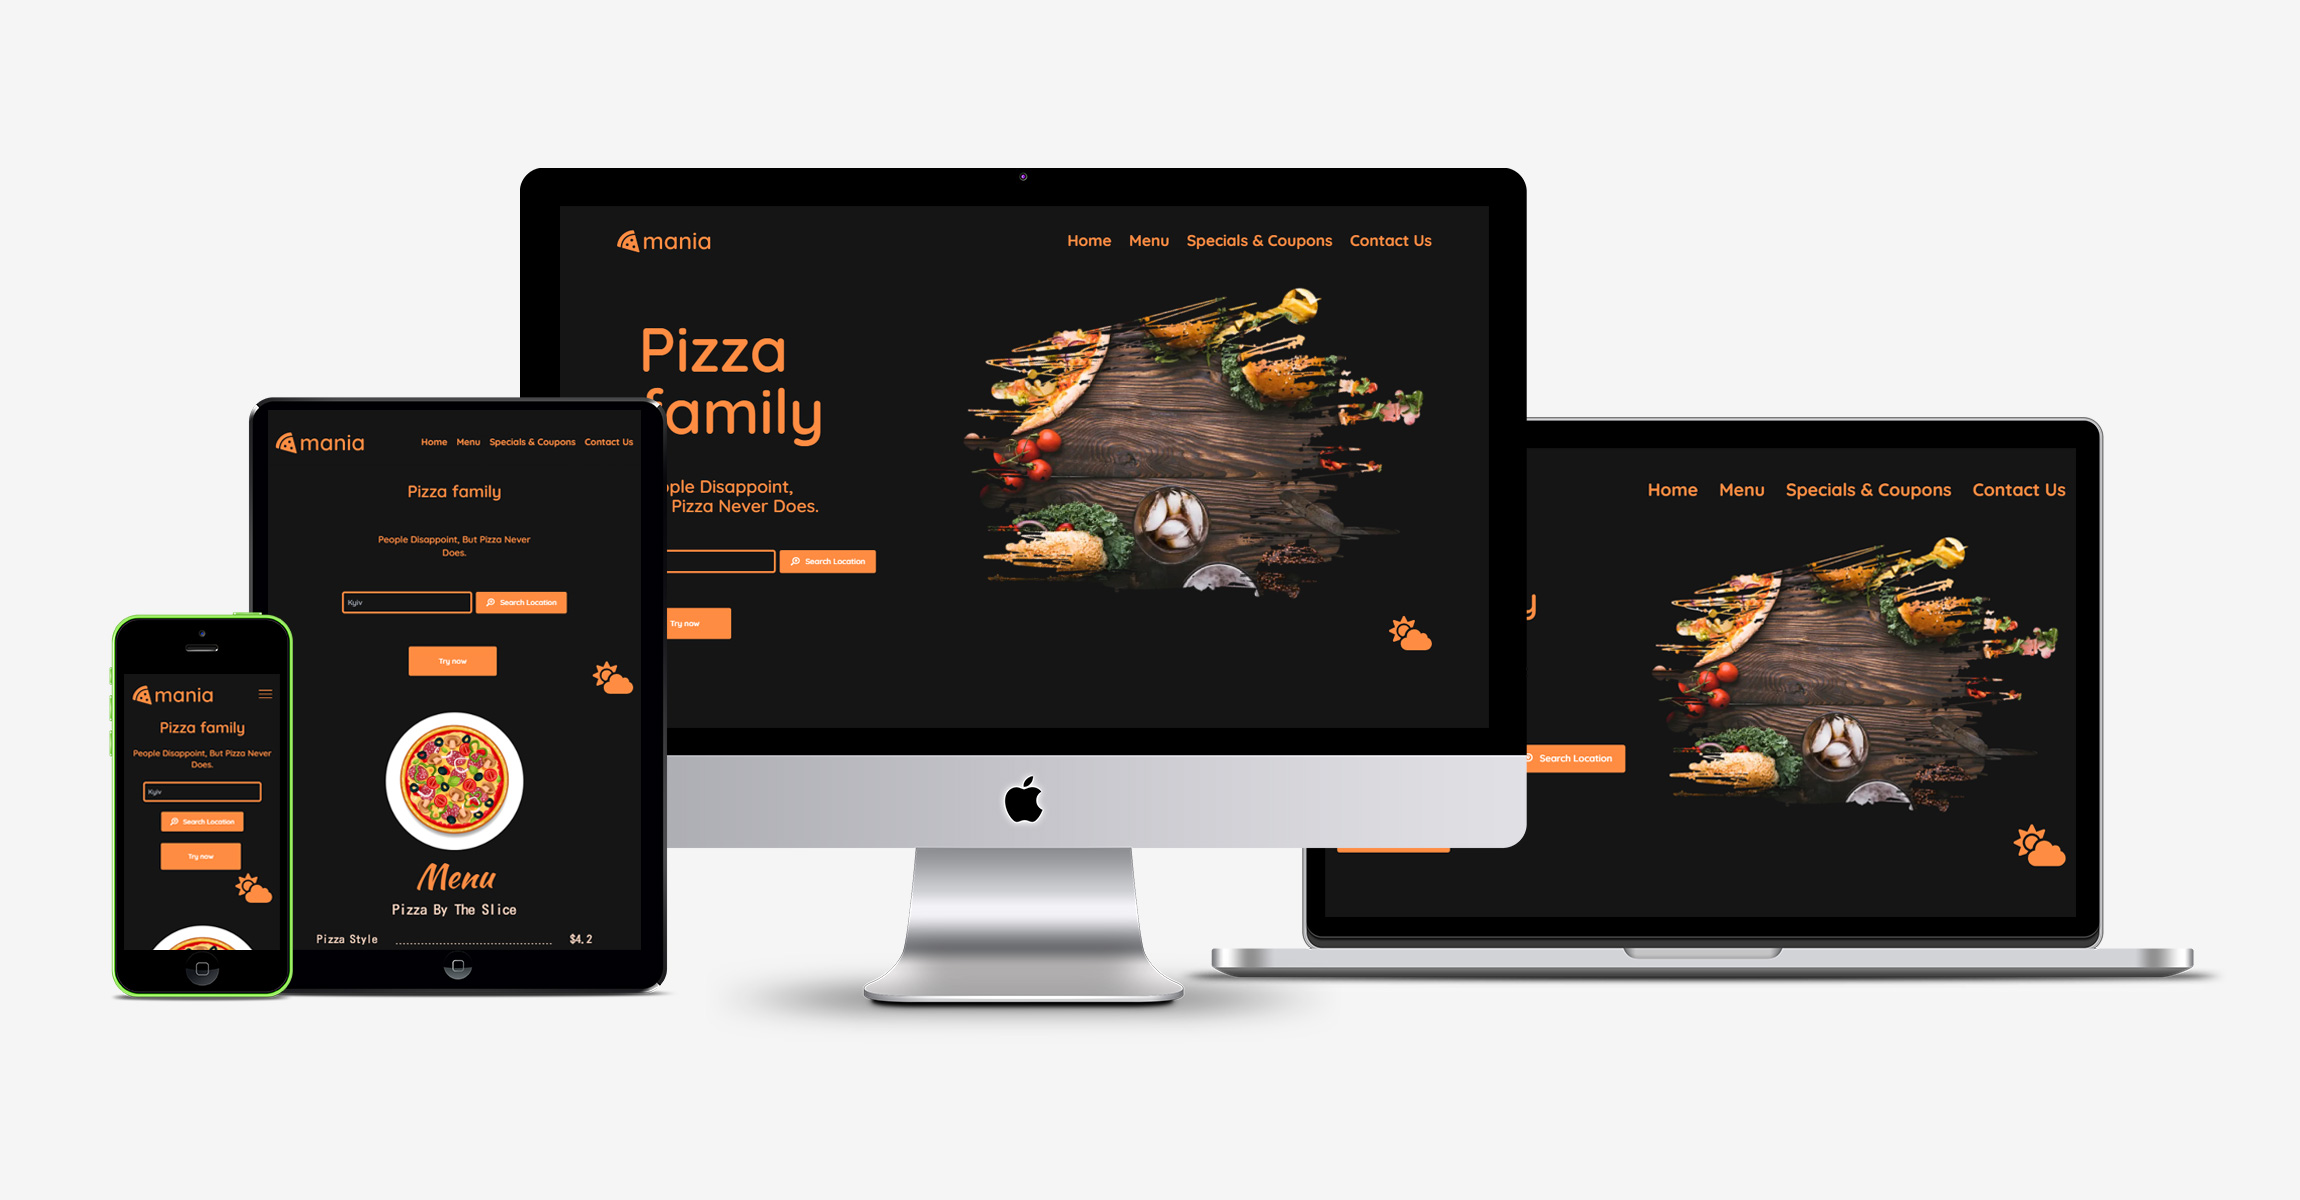 mania
Home Menu Specials & Coupons Contact Us
Pizza
family
Disappoint,
Pizza Never Does.
Search Location
Try now
mania
Home Menu Specials & Coupons Contact Us
Pizza family
People Disappoint, But Pizza Never
Does.
Kyiv
Search Location
Try now
Menu
Pizza By The Slice
Pizza Style ........................................ $4.2
mania
Pizza family
People Disappoint, But Pizza Never
Does.
Kyiv
Search Location
Try now
Home Menu Specials & Coupons Contact Us
y
Search Location